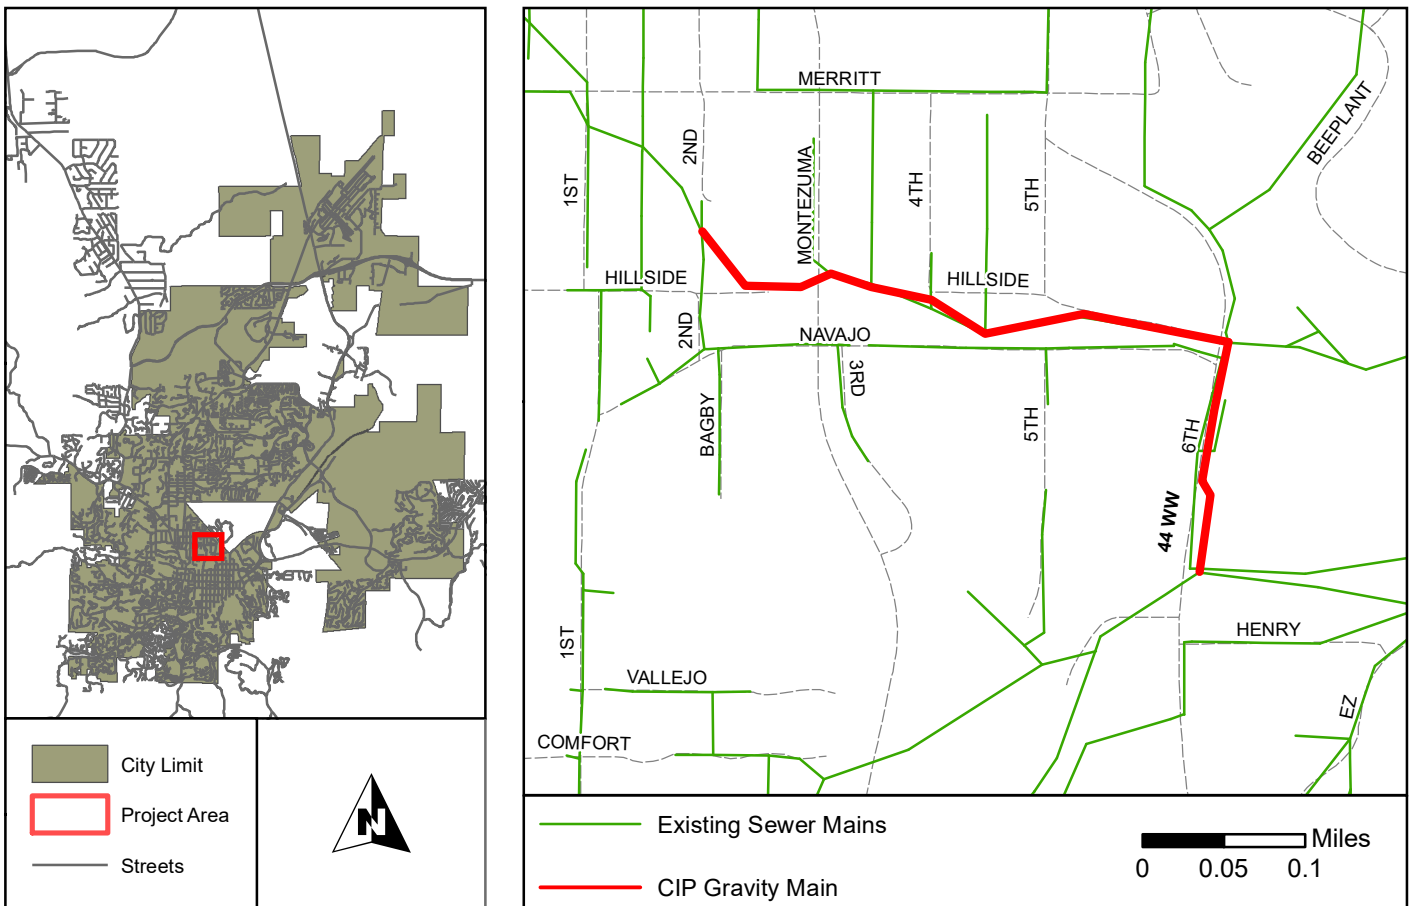 MERRITT
BEEPLANT
2ND
MONTEZUMA
1ST
4TH
5TH
HILLSIDE
HILLSIDE
2ND
NAVAJO
3RD
BAGBY
5TH
6TH
44 WW
1ST
HENRY
VALLEJO
EZ
COMFORT
City Limit
Project Area
Streets
N
Existing Sewer Mains
CIP Gravity Main
Miles
0 0.05 0.1